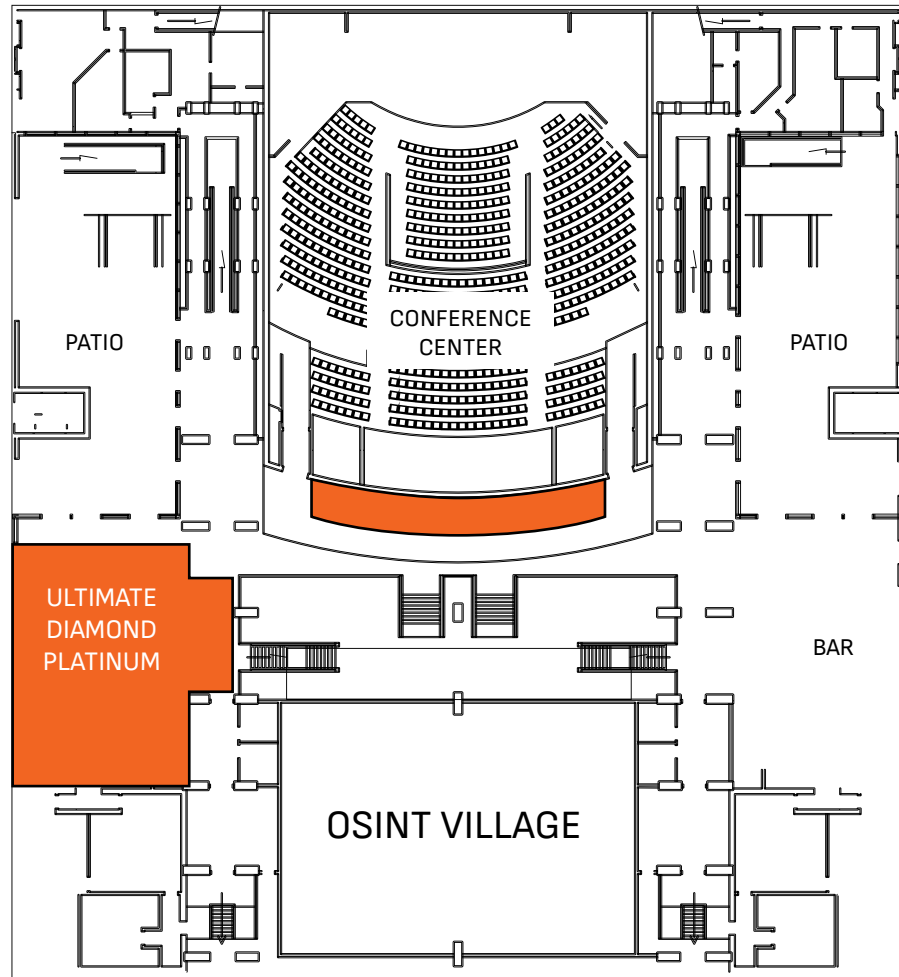 CONFERENCE
CENTER
PATIO
PATIO
ULTIMATE
DIAMOND
PLATINUM
BAR
OSINT VILLAGE